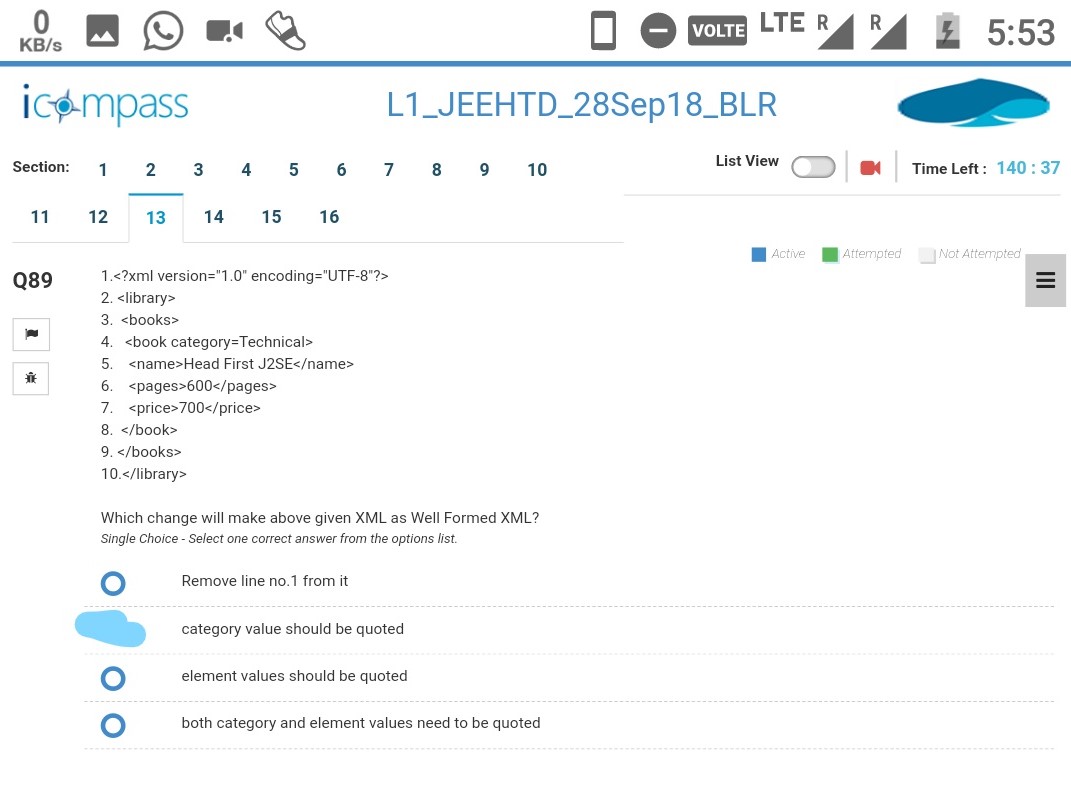 0
KB/s
VOLTE
LTE
R
R
5:53
icompass
L1_JEEHTD_28Sep18_BLR
Section: 1 2 3 4 5 6 7 8 9 10
List View
Time Left : 140 : 37
11 12 13 14 15 16
Active Attempted Not Attempted
Q89
1.<?xml version="1.0" encoding="UTF-8"?>
2. <library>
3. <books>
4. <book category=Technical>
5. <name>Head First J2SE</name>
6. <pages>600</pages>
7. <price>700</price>
8. </book>
9. </books>
10.</library>
Which change will make above given XML as Well Formed XML?
Single Choice - Select one correct answer from the options list.
Remove line no.1 from it
category value should be quoted
element values should be quoted
both category and element values need to be quoted